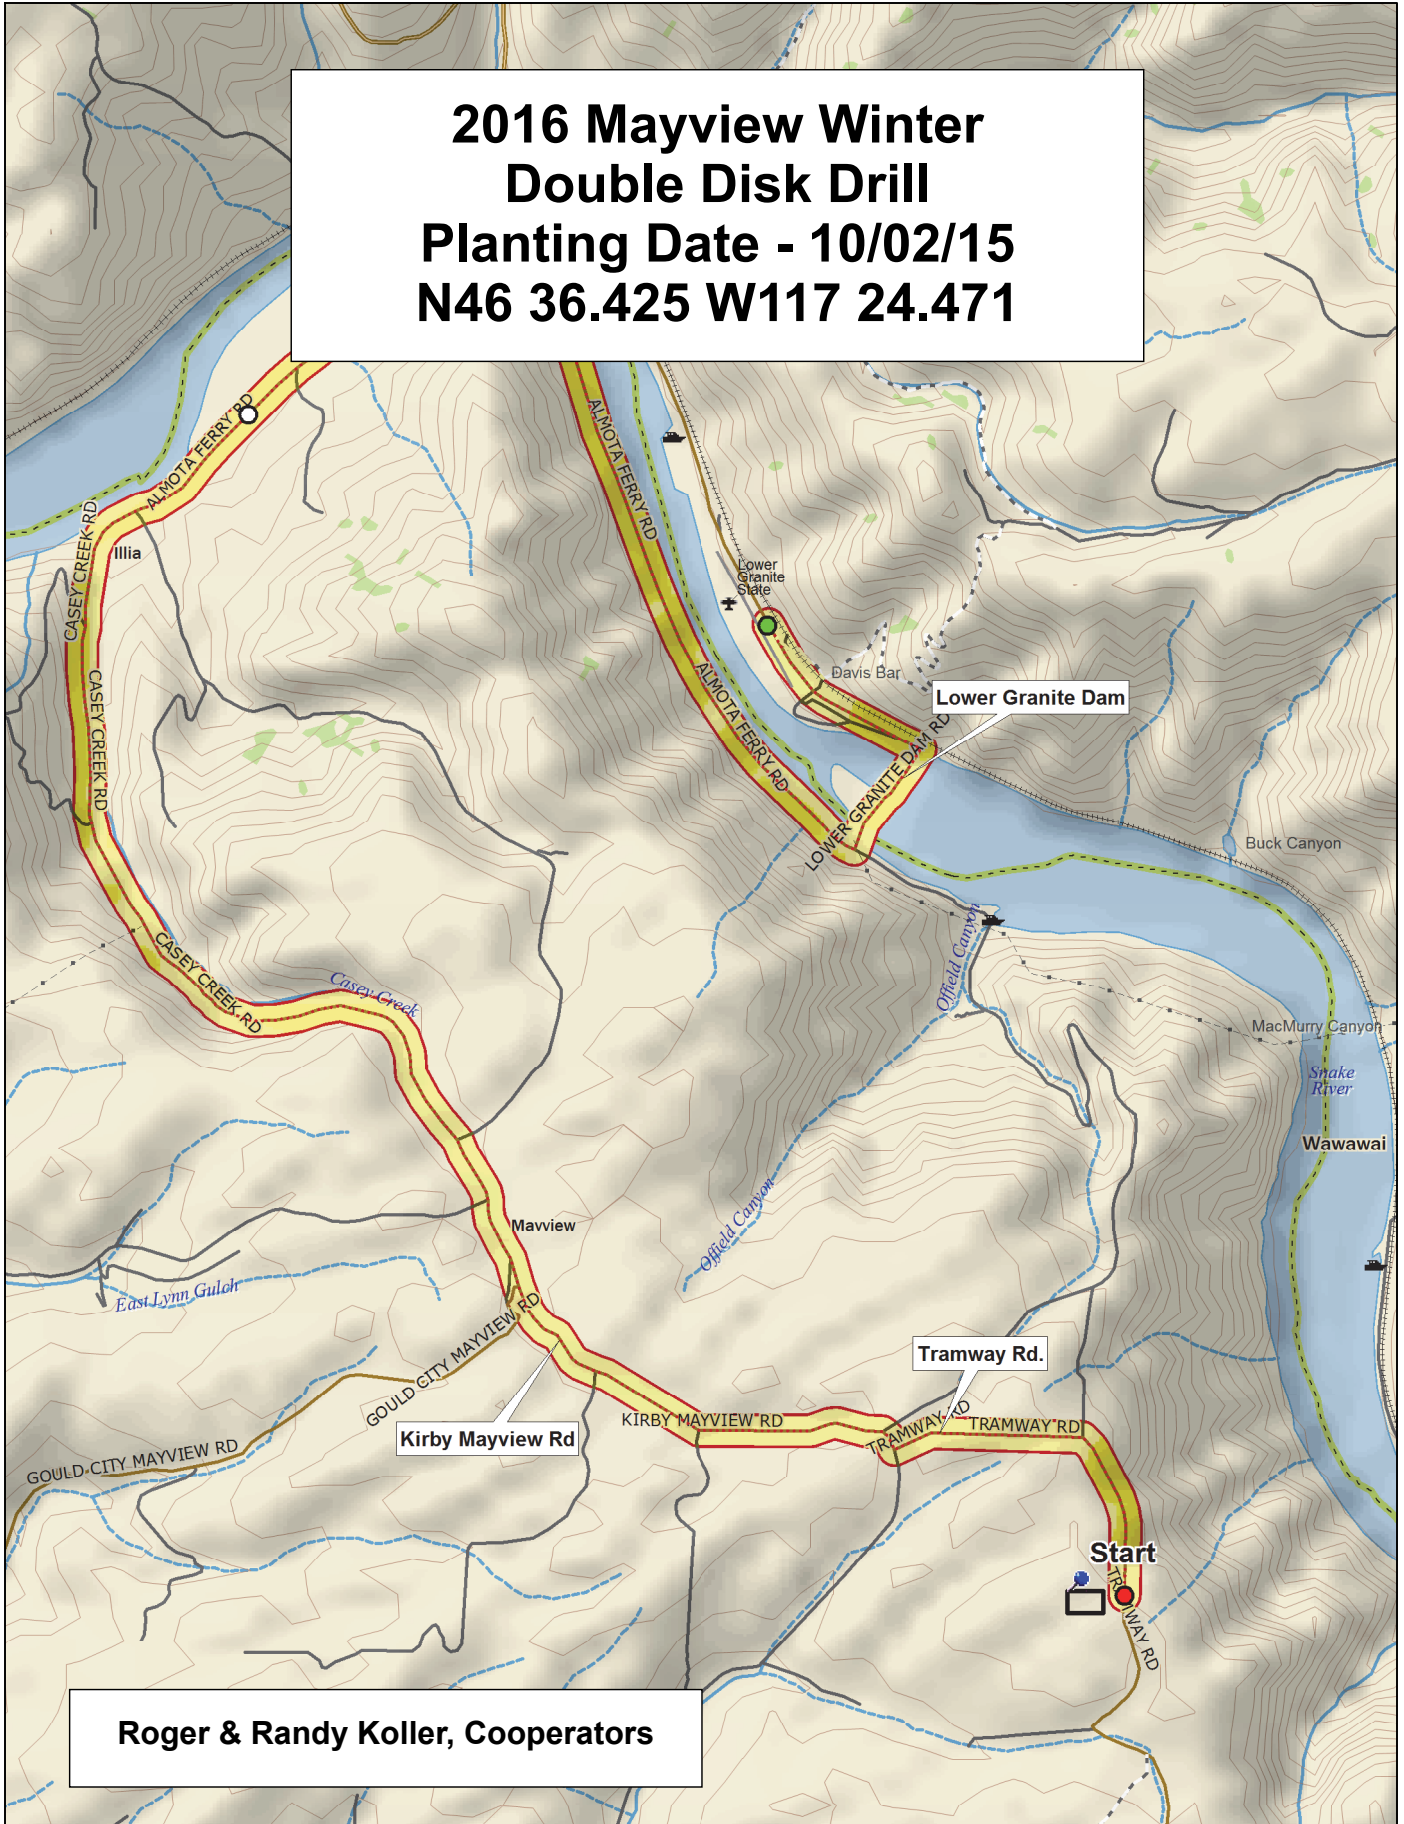 2016 Mayview Winter
Double Disk Drill
Planting Date - 10/02/15
N46 36.425 W117 24.471
ALMOTA FERRY RD
ALMOTA FERRY RD
CASEY CREEK RD
Illia
Lower
Granite
State
Davis Bar
ALMOTA FERRY RD
Lower Granite Dam
CASEY CREEK RD
LOWER GRANITE DAM RD
Buck Canyon
CASEY CREEK RD
Casey Creek
Offield Canyon
MacMurry Canyon
Snake
River
Wawawai
Mayview
Offield Canyon
East Lynn Gulch
GOULD CITY MAYVIEW RD
Tramway Rd.
KIRBY MAYVIEW RD
TRAMWAY RD
TRAMWAY RD
Kirby Mayview Rd
GOULD CITY MAYVIEW RD
Start
TRAMWAY RD
Roger & Randy Koller, Cooperators